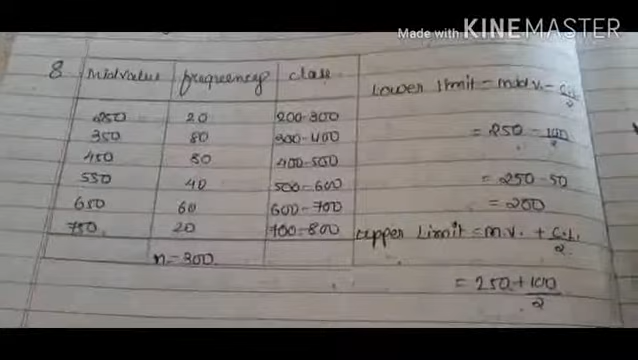 Made with KINEMASTER
8 midvalue frequeency class
250 20 200-300
350 80 300-400
450 80 400-500
550 40 500-600
650 60 600-700
750 20 700-800
n=300
Lower limit = mid.v. - C.I./2
= 250 - 100/2
= 250-50
= 200
upper limit = m.v. + C.I./2
= 250+100/2